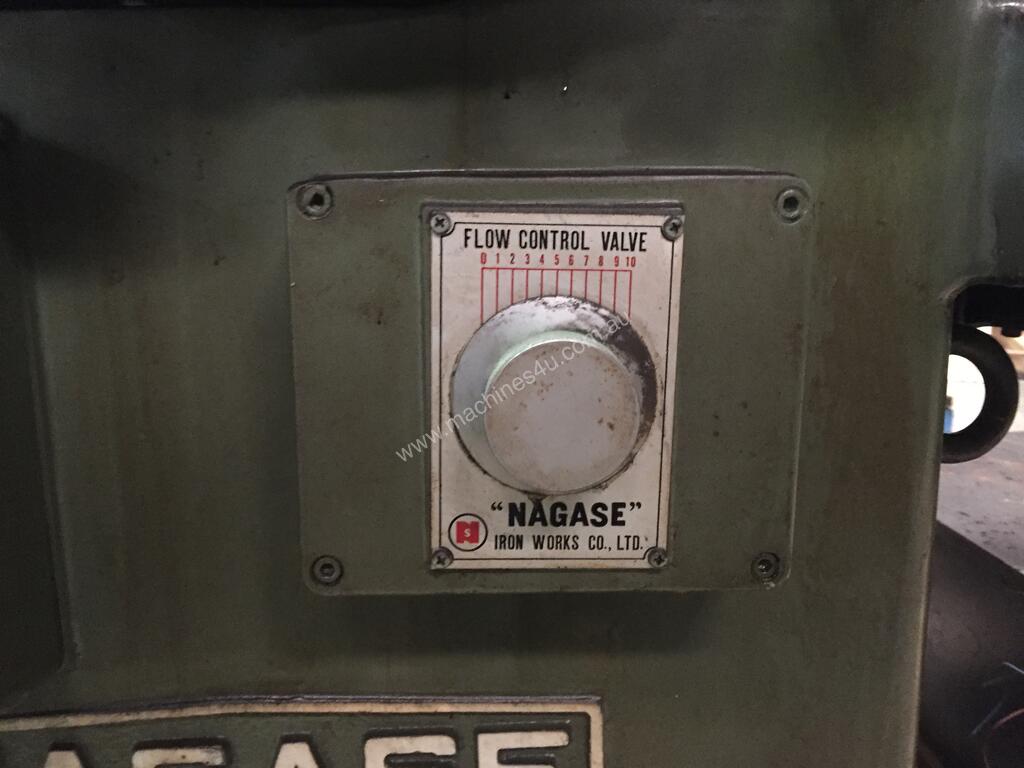 FLOW CONTROL VALVE
0 1 2 3 4 5 6 7 8 9 10
www.machines4u.com.au
"NAGASE"
N S
IRON WORKS CO., LTD.
NAGASE